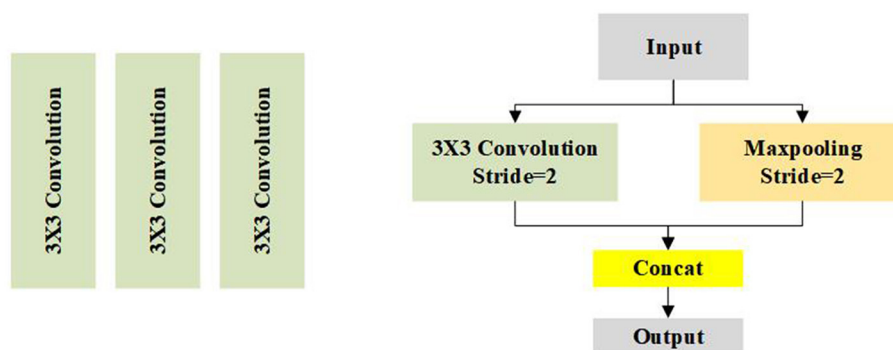 3X3 Convolution
3X3 Convolution
3X3 Convolution
Input
3X3 Convolution
Stride=2
Maxpooling
Stride=2
Concat
Output